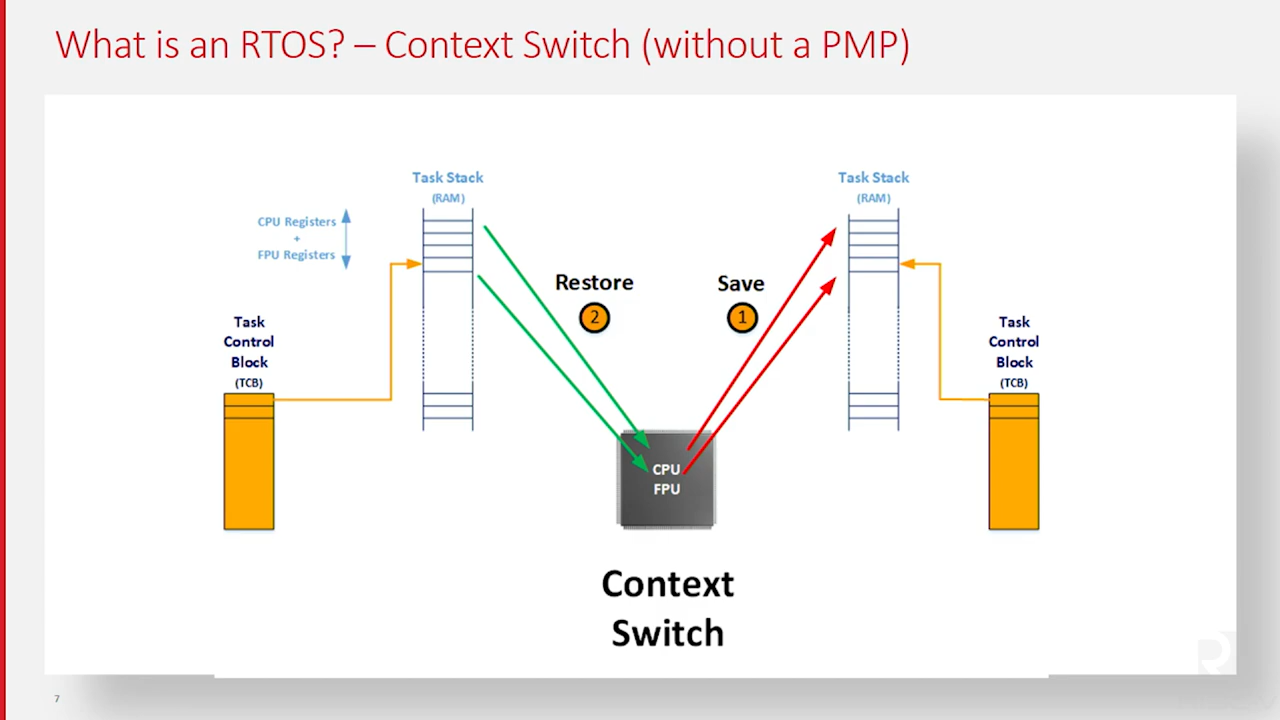 What is an RTOS? – Context Switch (without a PMP)
Task Stack
(RAM)
CPU Registers
+
FPU Registers
Task
Control
Block
(TCB)
Restore
2
Save
1
Task Stack
(RAM)
Task
Control
Block
(TCB)
CPU
FPU
Context
Switch
7